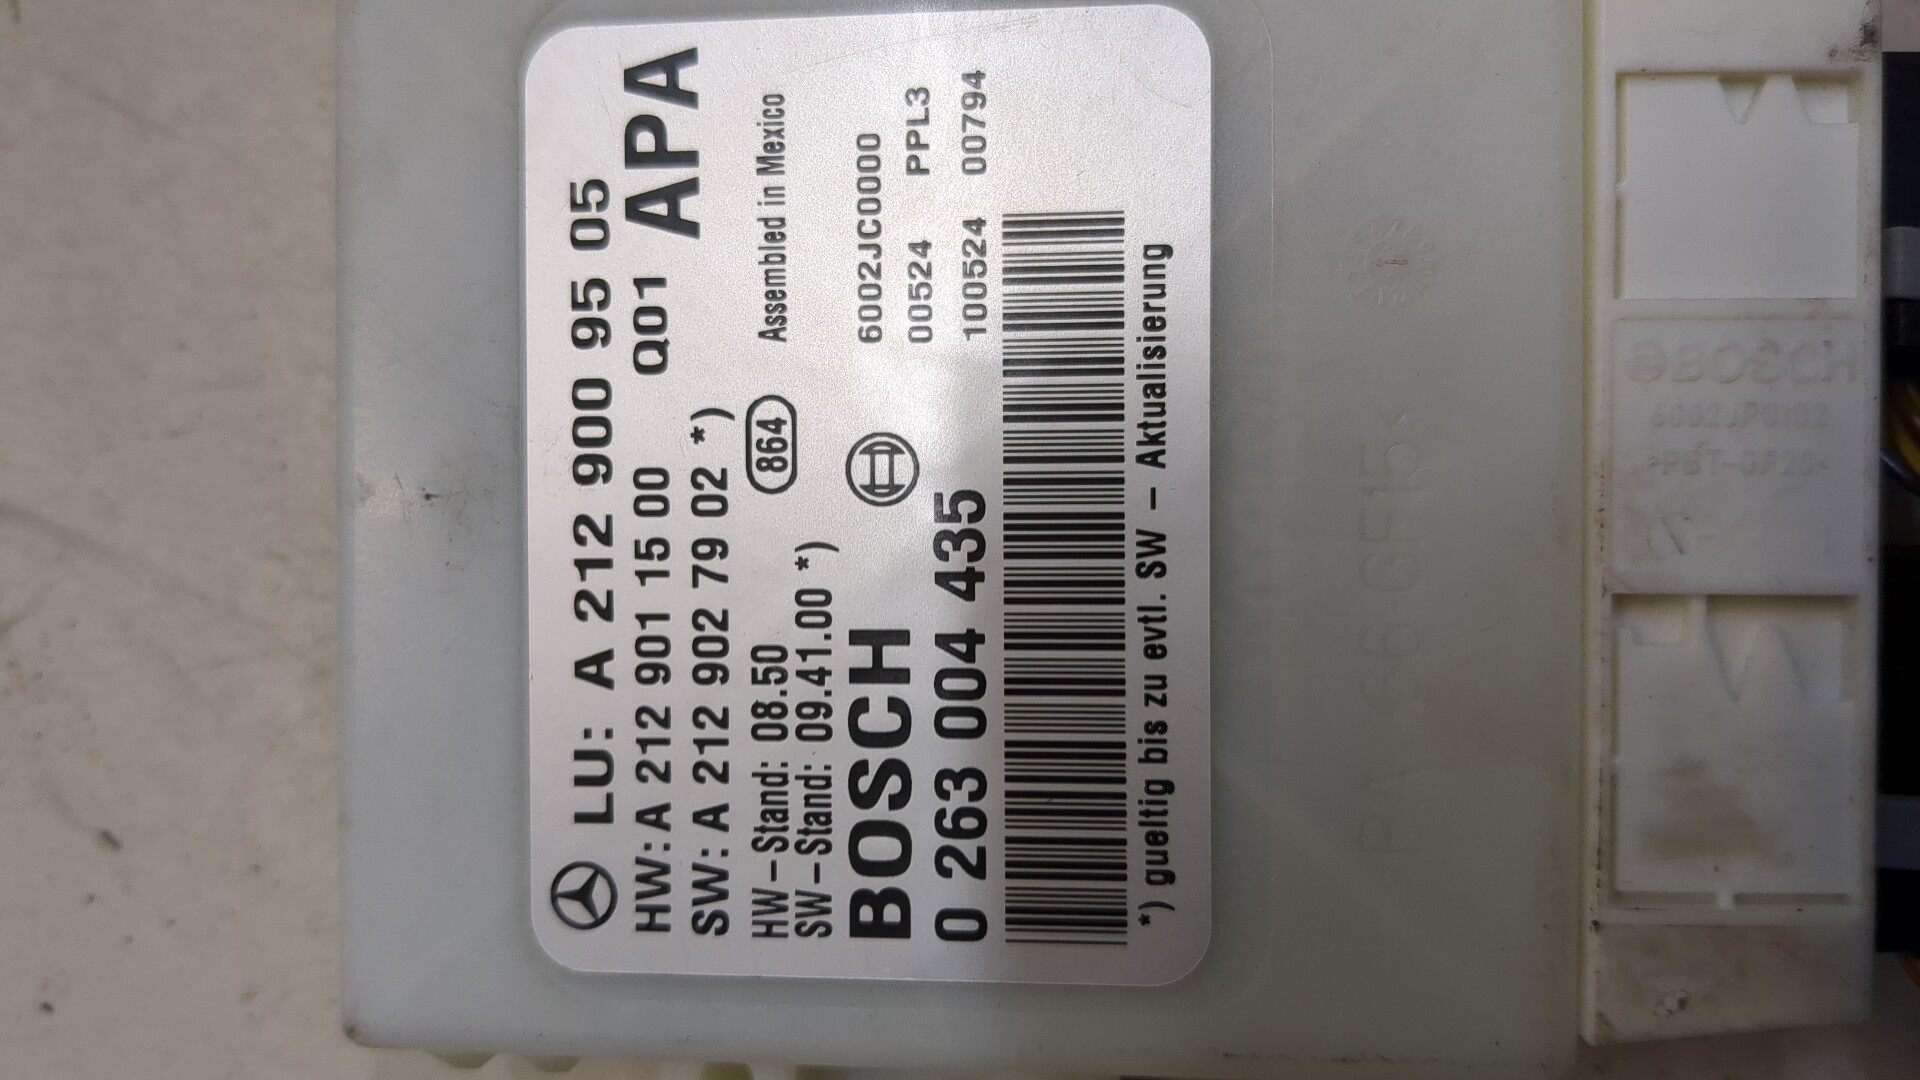 LU: A 212 900 95 05
HW: A 212 901 15 00 Q01 APA
SW: A 212 902 79 02 *)
HW-Stand: 08.50 864 Assembled in Mexico
SW-Stand: 09.41.00 *)
BOSCH 6002JC0000
00524 PPL3
0 263 004 435 100524 00794
*) gueltig bis zu evtl. SW - Aktualisierung
BOSCH